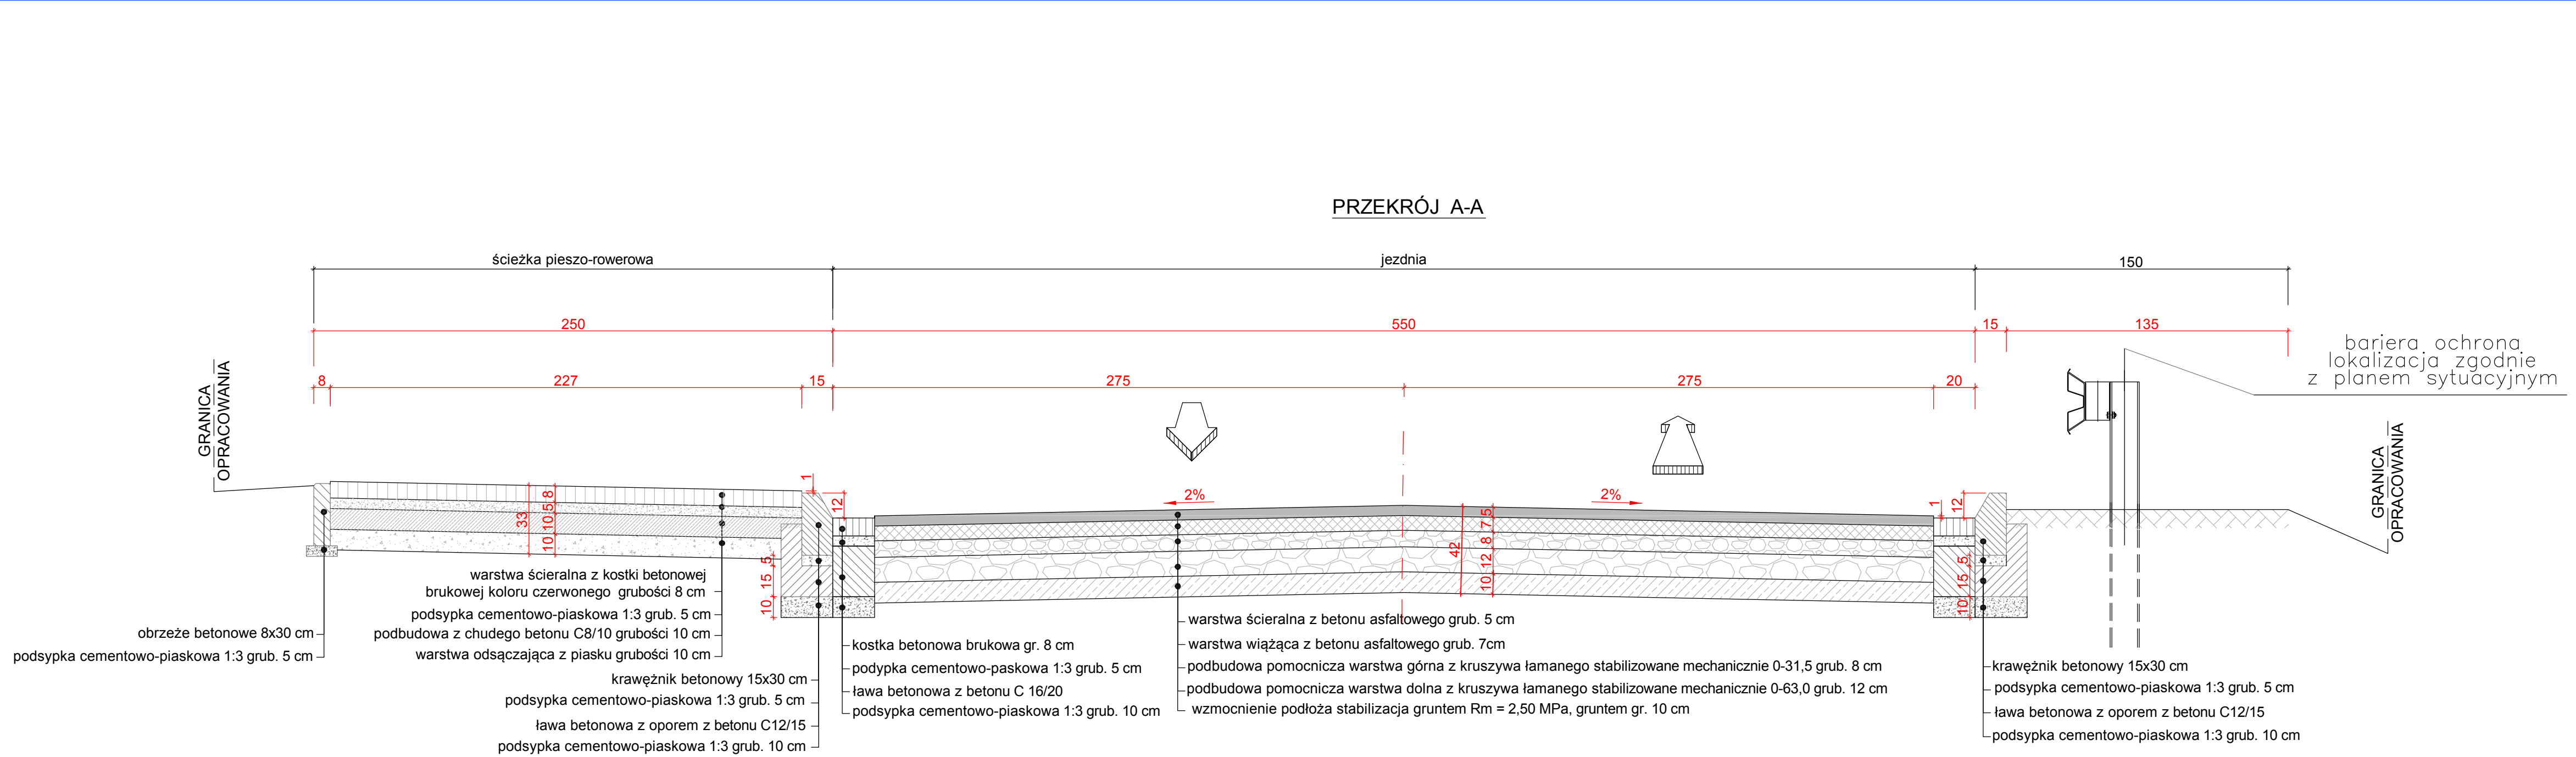 PRZEKRÓJ A-A
ścieżka pieszo-rowerowa
jezdnia
150
250
550
15
135
bariera ochrona
lokalizacja zgodnie
z planem sytuacyjnym
8
227
15
275
275
20
GRANICA
OPRACOWANIA
GRANICA
OPRACOWANIA
2%
2%
1
12
33
8
5
10
10
5
15
10
42
5
7
8
12
10
1
12
5
15
10
warstwa ścieralna z kostki betonowej
brukowej koloru czerwonego grubości 8 cm
podsypka cementowo-piaskowa 1:3 grub. 5 cm
podbudowa z chudego betonu C8/10 grubości 10 cm
warstwa odsączająca z piasku grubości 10 cm
obrzeże betonowe 8x30 cm
podsypka cementowo-piaskowa 1:3 grub. 5 cm
krawężnik betonowy 15x30 cm
podsypka cementowo-piaskowa 1:3 grub. 5 cm
ława betonowa z oporem z betonu C12/15
podsypka cementowo-piaskowa 1:3 grub. 10 cm
kostka betonowa brukowa gr. 8 cm
podypka cementowo-paskowa 1:3 grub. 5 cm
ława betonowa z betonu C 16/20
podsypka cementowo-piaskowa 1:3 grub. 10 cm
warstwa ścieralna z betonu asfaltowego grub. 5 cm
warstwa wiążąca z betonu asfaltowego grub. 7cm
podbudowa pomocnicza warstwa górna z kruszywa łamanego stabilizowane mechanicznie 0-31,5 grub. 8 cm
podbudowa pomocnicza warstwa dolna z kruszywa łamanego stabilizowane mechanicznie 0-63,0 grub. 12 cm
wzmocnienie podłoża stabilizacja gruntem Rm = 2,50 MPa, gruntem gr. 10 cm
krawężnik betonowy 15x30 cm
podsypka cementowo-piaskowa 1:3 grub. 5 cm
ława betonowa z oporem z betonu C12/15
podsypka cementowo-piaskowa 1:3 grub. 10 cm